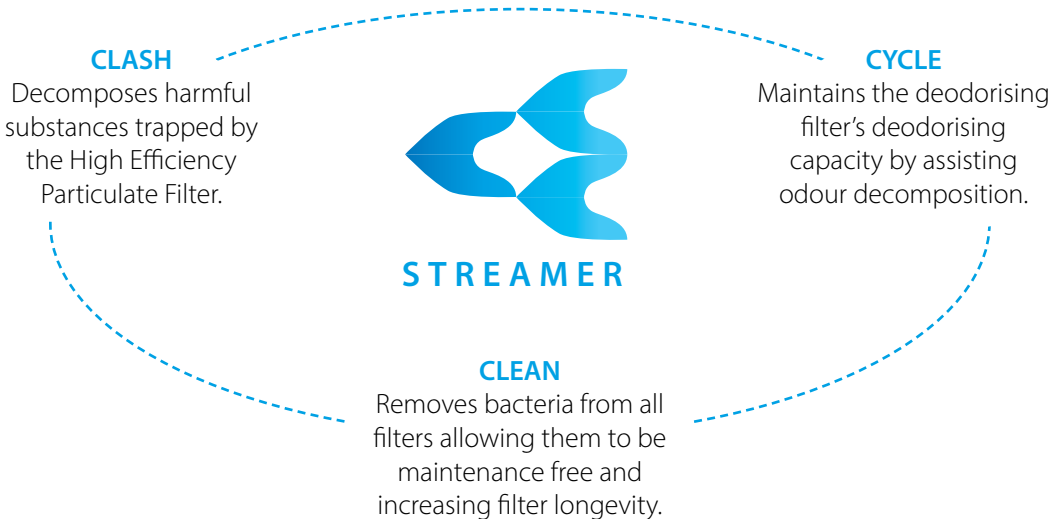 CLASH
Decomposes harmful
substances trapped by
the High Efficiency
Particulate Filter.
CYCLE
Maintains the deodorising
filter’s deodorising
capacity by assisting
odour decomposition.
STREAMER
CLEAN
Removes bacteria from all
filters allowing them to be
maintenance free and
increasing filter longevity.